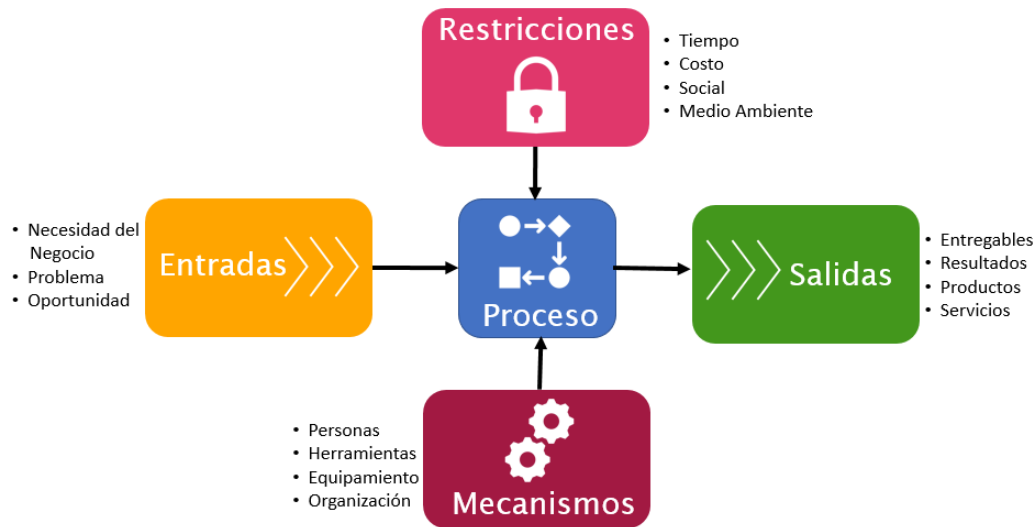 Restricciones
• Tiempo
• Costo
• Social
• Medio Ambiente
• Necesidad del
Negocio
• Problema
• Oportunidad
Entradas
Proceso
Salidas
• Entregables
• Resultados
• Productos
• Servicios
• Personas
• Herramientas
• Equipamiento
• Organización
Mecanismos